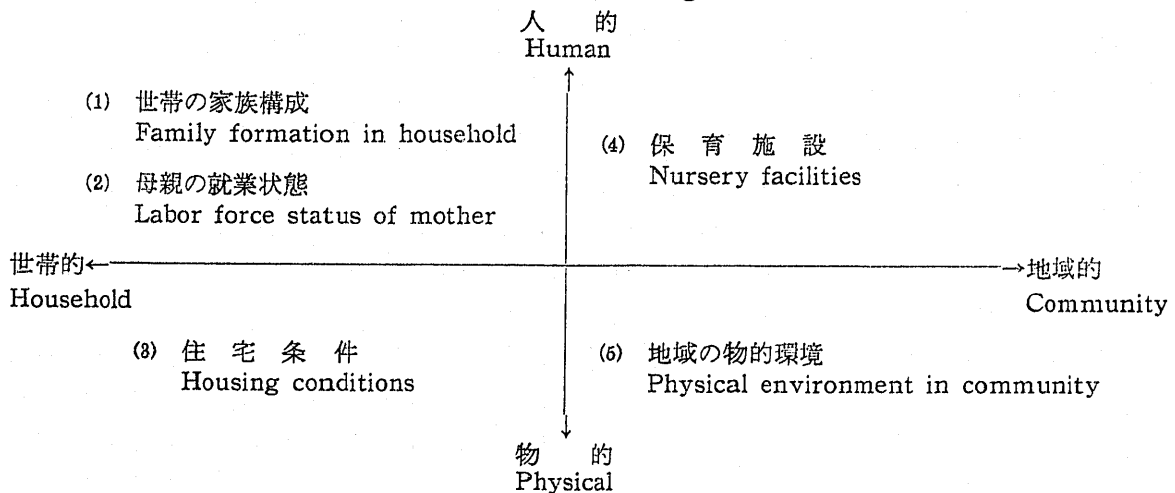 人 的
Human
(1) 世帯の家族構成
Family formation in household
(2) 母親の就業状態
Labor force status of mother
(4) 保 育 施 設
Nursery facilities
世帯的
Household
地域的
Community
(3) 住 宅 条 件
Housing conditions
(5) 地域の物的環境
Physical environment in community
物 的
Physical